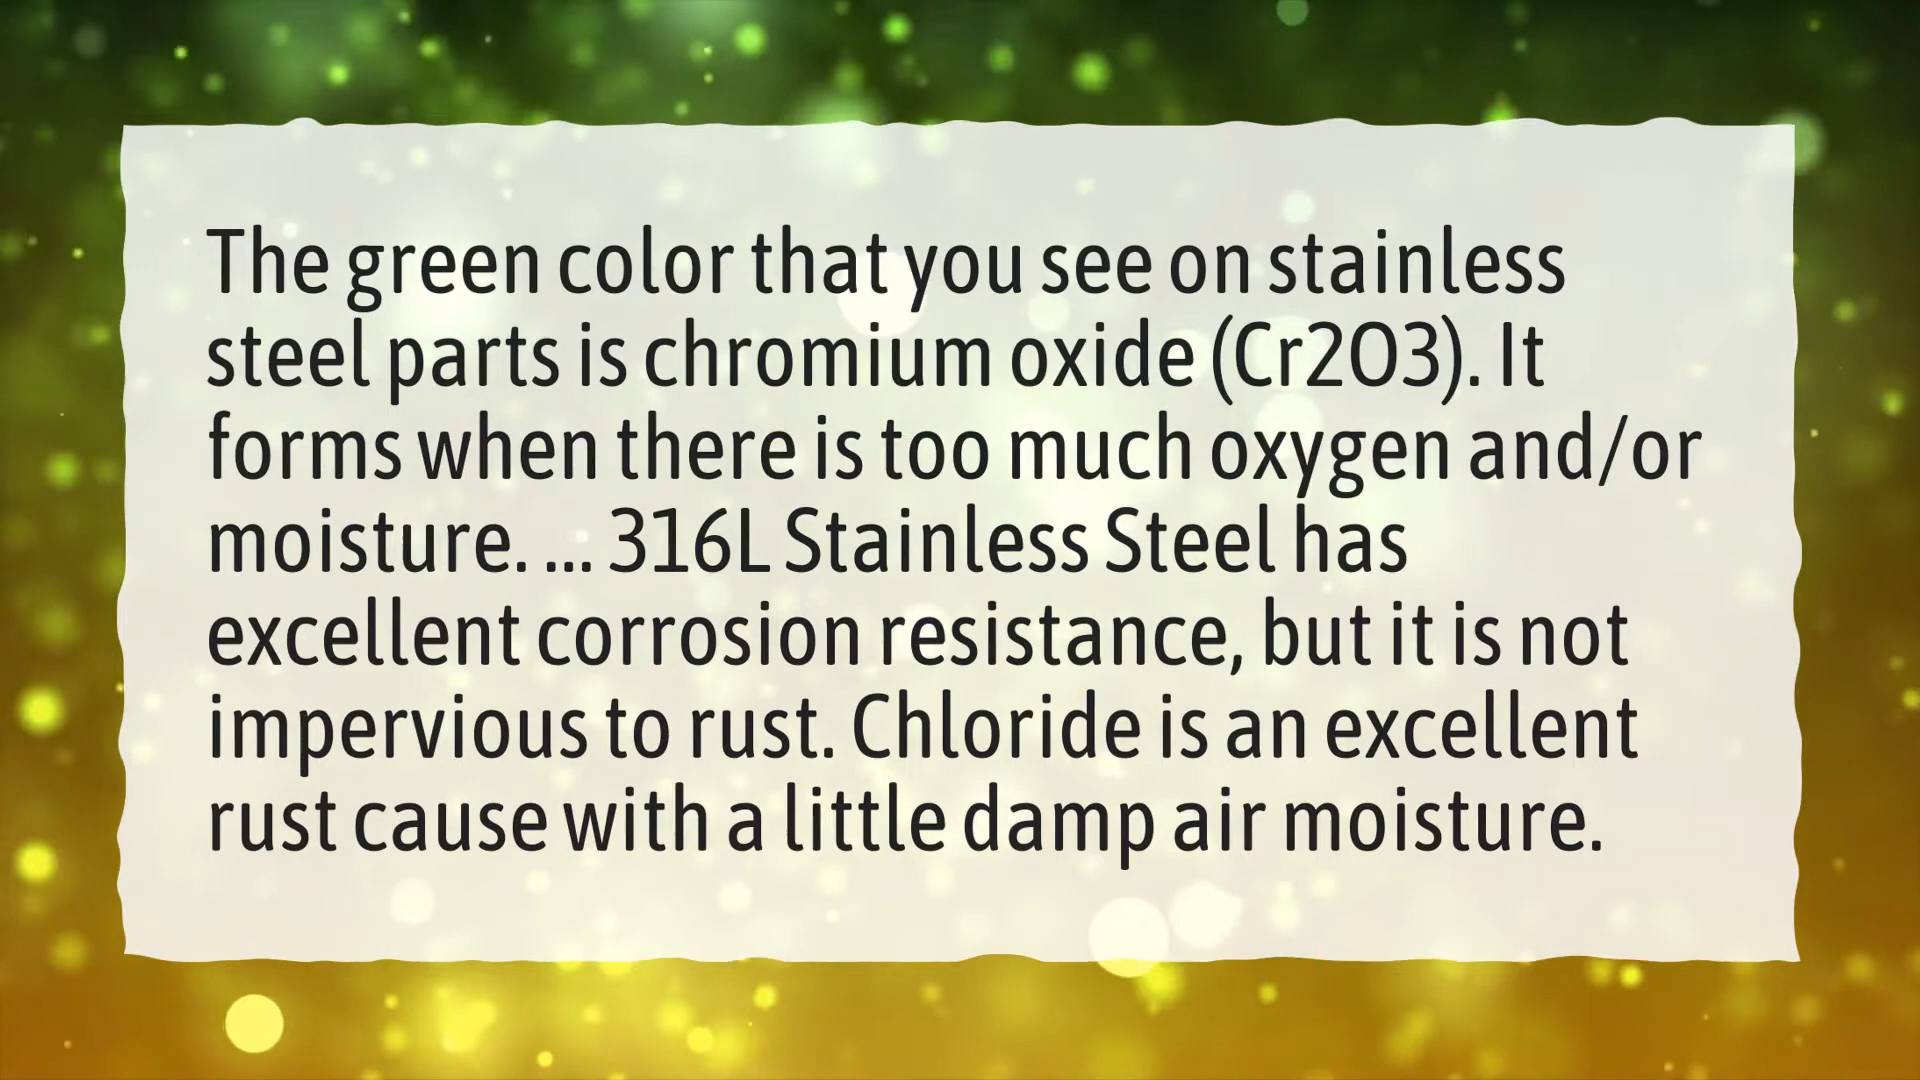 The green color that you see on stainless
steel parts is chromium oxide (Cr2O3). It
forms when there is too much oxygen and/or
moisture. ... 316L Stainless Steel has
excellent corrosion resistance, but it is not
impervious to rust. Chloride is an excellent
rust cause with a little damp air moisture.